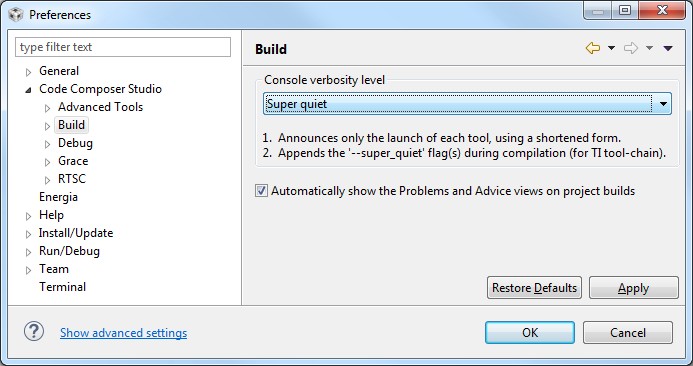 Preferences
type filter text
General
Code Composer Studio
Advanced Tools
Build
Debug
Grace
RTSC
Energia
Help
Install/Update
Run/Debug
Team
Terminal
Build
Console verbosity level
Super quiet
1. Announces only the launch of each tool, using a shortened form.
2. Appends the '--super_quiet' flag(s) during compilation (for TI tool-chain).
Automatically show the Problems and Advice views on project builds
Restore Defaults
Apply
?
Show advanced settings
OK
Cancel